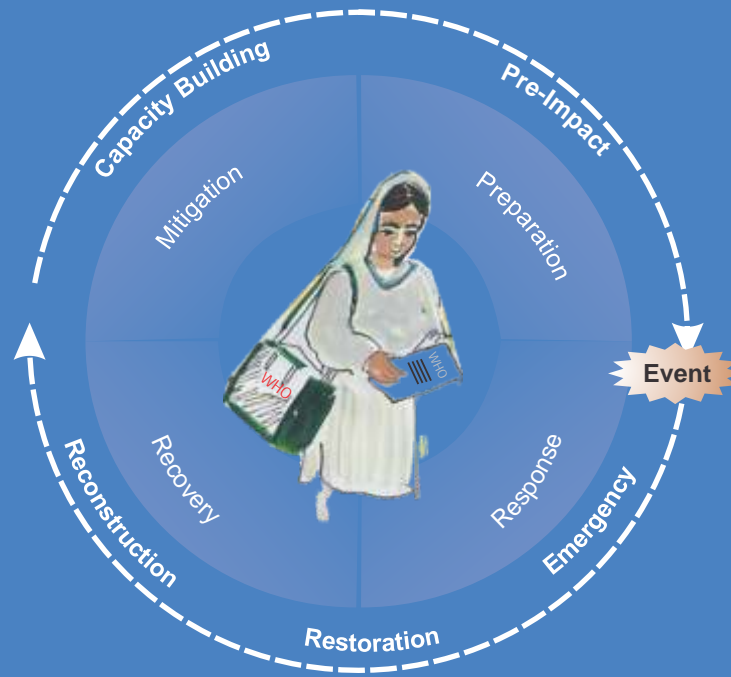 Capacity Building
Pre-Impact
Mitigation
Preparation
Event
WHO
WHO
Recovery
Response
Reconstruction
Emergency
Restoration